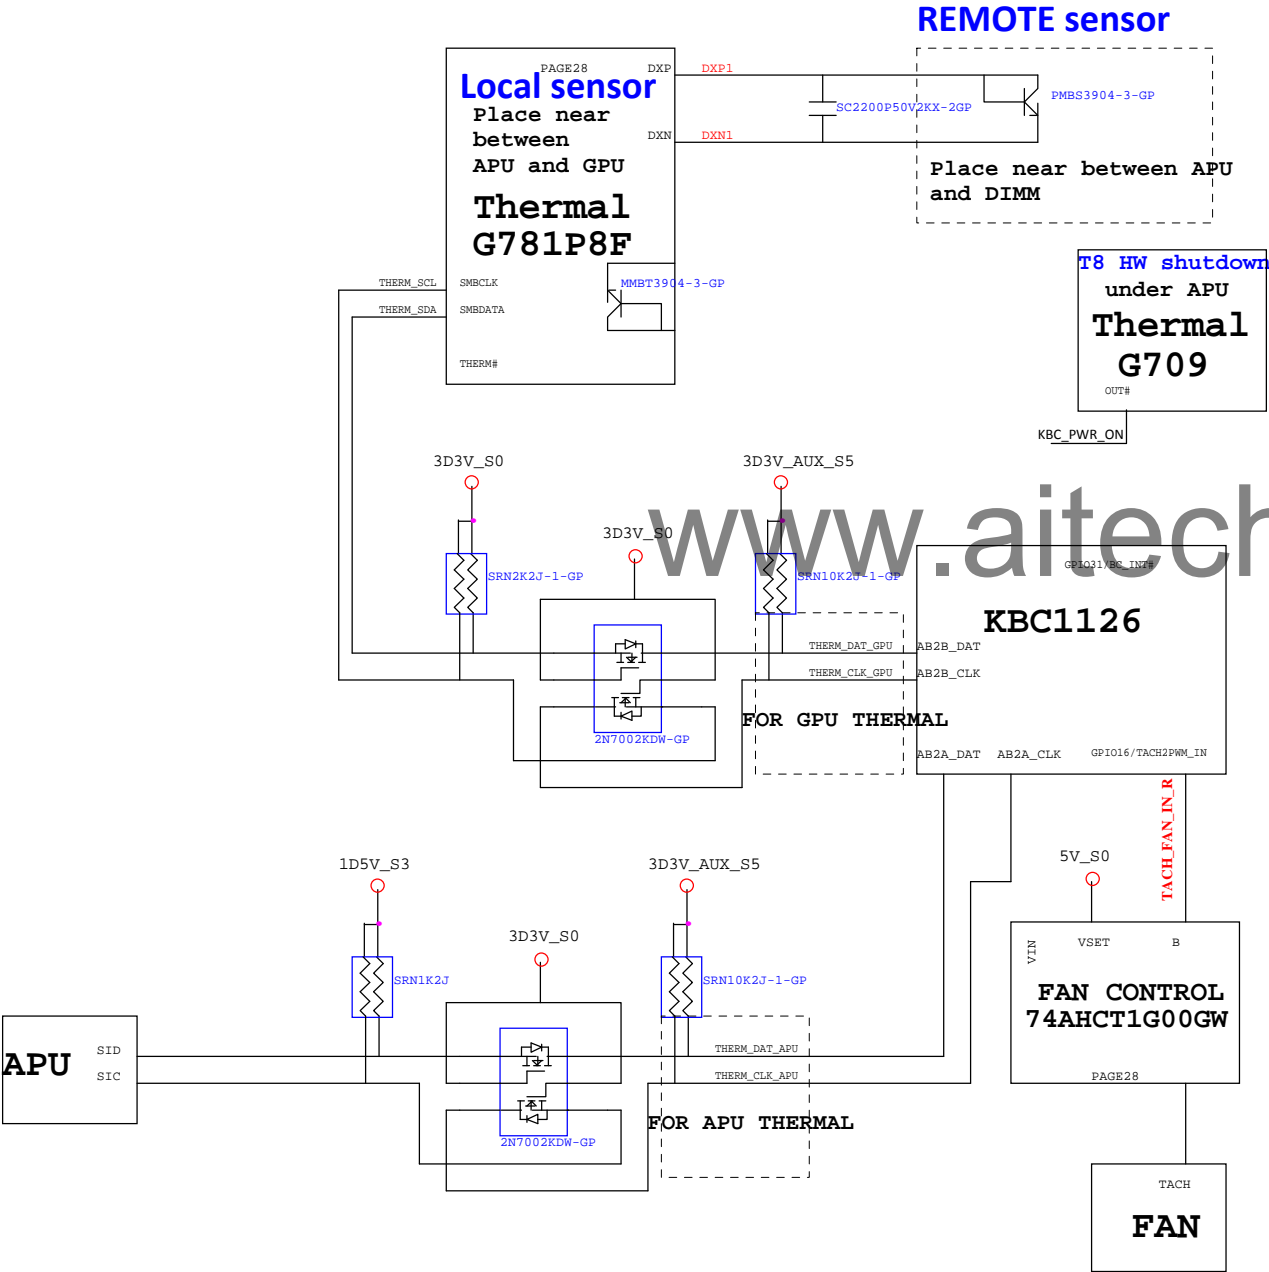 REMOTE sensor
PAGE28
DXP
DXP1
Local sensor
PMBS3904-3-GP
SC2200P50V2KX-2GP
Place near
between
APU and GPU
DXN
DXN1
Place near between APU
and DIMM
Thermal
G781P8F
T8 HW shutdown
under APU
Thermal
G709
OUT#
KBC_PWR_ON
THERM_SCL
SMBCLK
MMBT3904-3-GP
THERM_SDA
SMBDATA
THERM#
3D3V_S0
3D3V_AUX_S5
3D3V_S0
www.aitech
SRN2K2J-1-GP
SRN10K2J-1-GP
GPIO31/BC_INT#
KBC1126
THERM_DAT_GPU
AB2B_DAT
THERM_CLK_GPU
AB2B_CLK
FOR GPU THERMAL
2N7002KDW-GP
AB2A_DAT
AB2A_CLK
GPIO16/TACH2PWM_IN
TACH_FAN_IN_R
1D5V_S3
3D3V_AUX_S5
5V_S0
3D3V_S0
SRN1K2J
SRN10K2J-1-GP
VIN
VSET
B
FAN CONTROL
74AHCT1G00GW
PAGE28
APU
SID
SIC
THERM_DAT_APU
THERM_CLK_APU
FOR APU THERMAL
2N7002KDW-GP
TACH
FAN